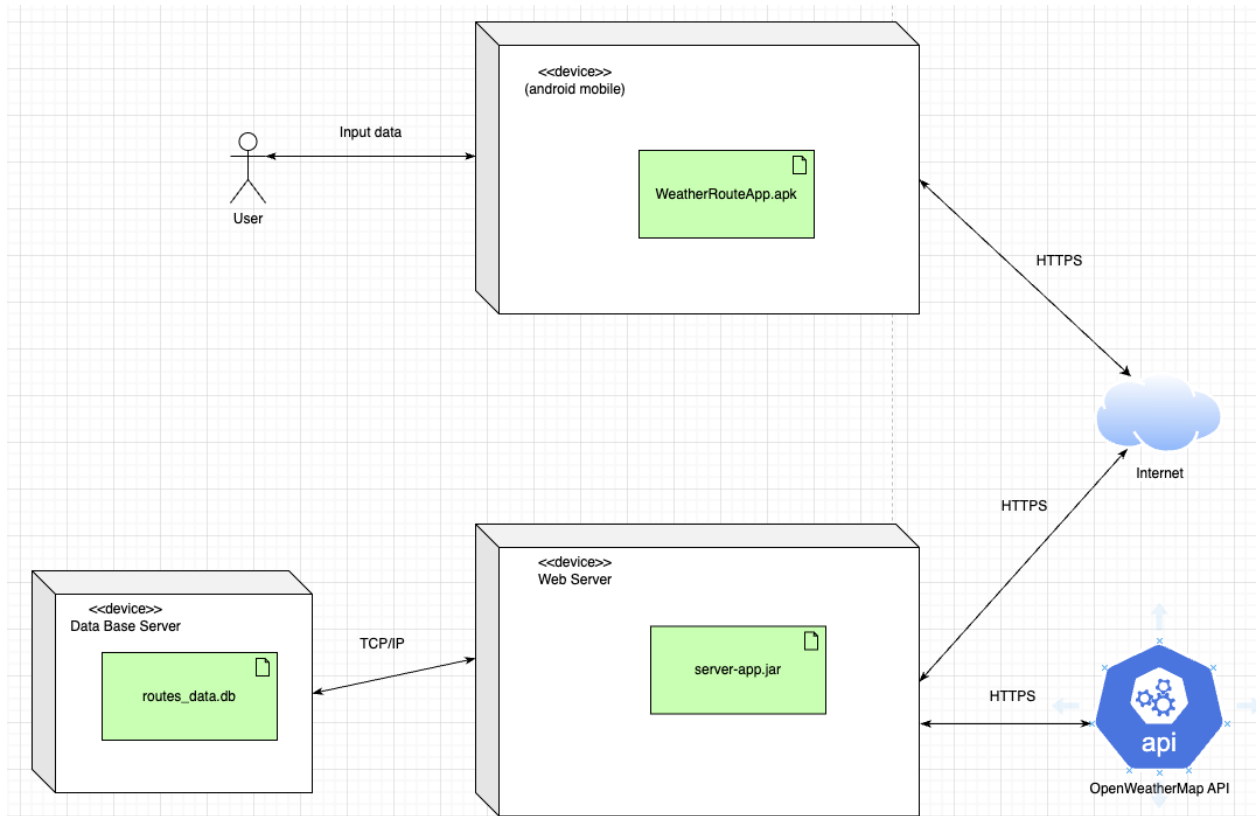 <<device>>
(android mobile)
Input data
WeatherRouteApp.apk
User
HTTPS
Internet
HTTPS
<<device>>
Web Server
<<device>>
Data Base Server
TCP/IP
server-app.jar
routes_data.db
HTTPS
api
OpenWeatherMap API